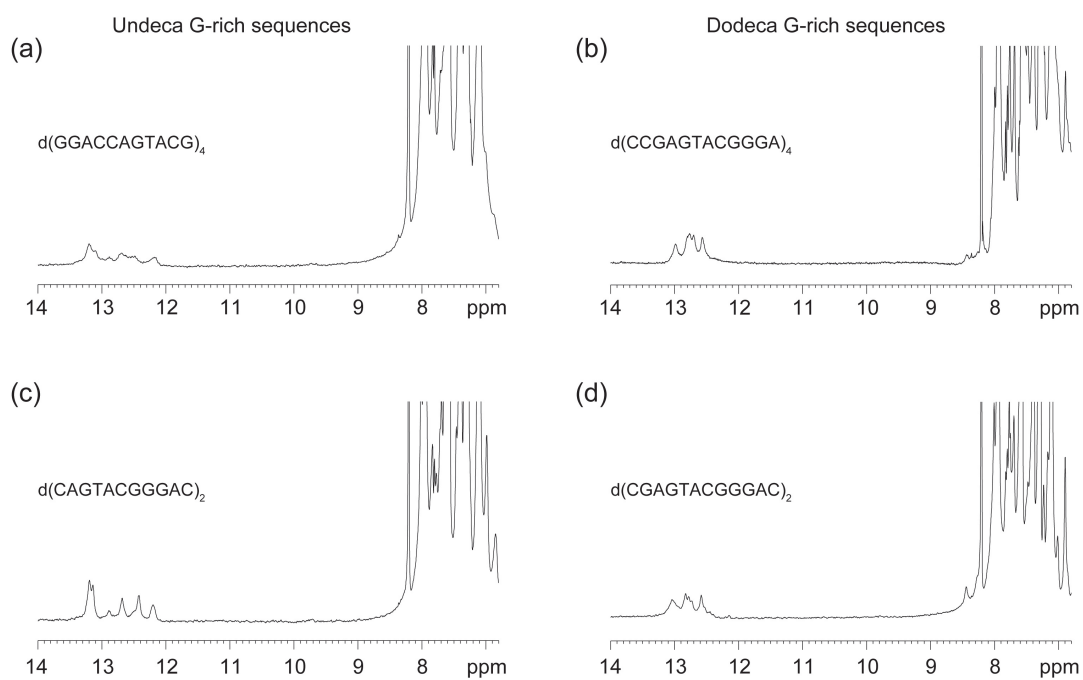 Undeca G-rich sequences
Dodeca G-rich sequences
(a)
(b)
d(GGACCAGTACG)₄
d(CCGAGTACGGGA)₄
14 13 12 11 10 9 8 ppm
14 13 12 11 10 9 8 ppm
(c)
(d)
d(CAGTACGGGAC)₂
d(CGAGTACGGGAC)₂
14 13 12 11 10 9 8 ppm
14 13 12 11 10 9 8 ppm